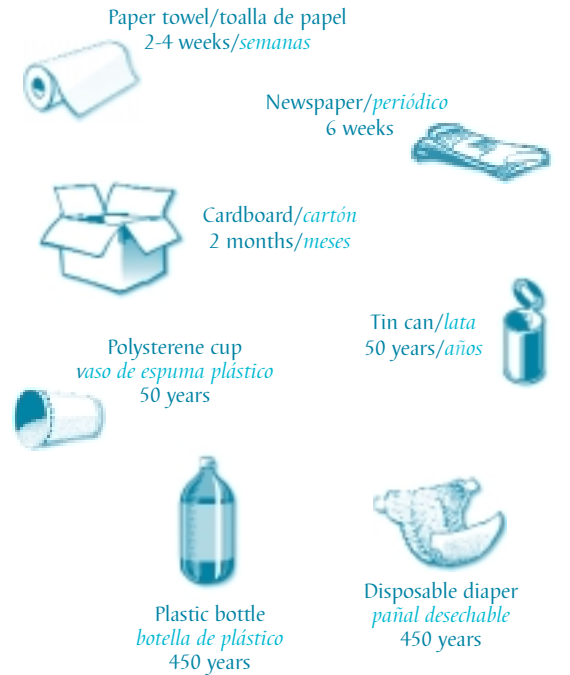 Paper towel/toalla de papel
2-4 weeks/semanas
Newspaper/periódico
6 weeks
Cardboard/cartón
2 months/meses
Tin can/lata
50 years/años
Polysterene cup
vaso de espuma plástico
50 years
Plastic bottle
botella de plástico
450 years
Disposable diaper
pañal desechable
450 years